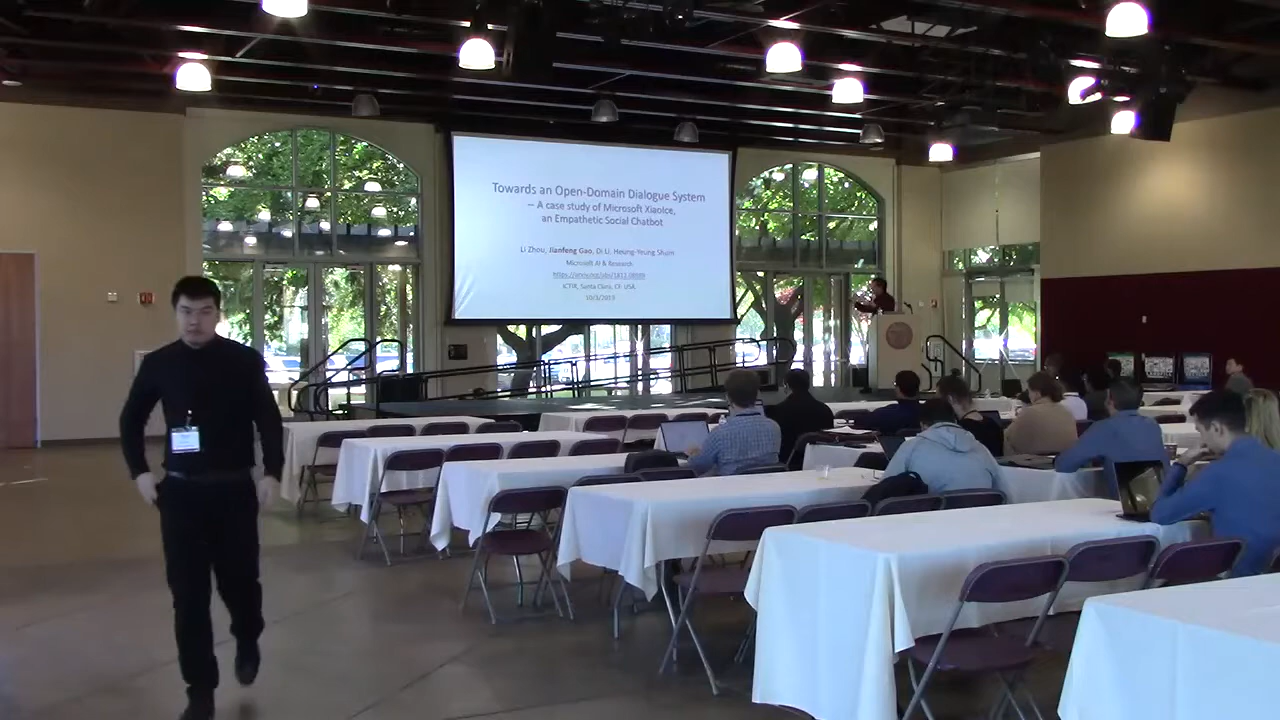 Towards an Open-Domain Dialogue System
– A case study of Microsoft XiaoIce,
an Empathetic Social Chatbot
Li Zhou, Jianfeng Gao, Di Li, Heung-Yeung Shum
Microsoft AI & Research
ICTIR, Santa Clara, CF USA,